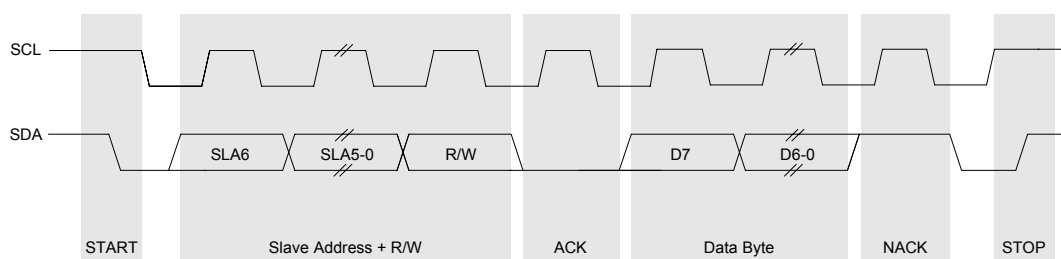 SCL
SDA
SLA6 SLA5-0 R/W D7 D6-0
START Slave Address + R/W ACK Data Byte NACK STOP